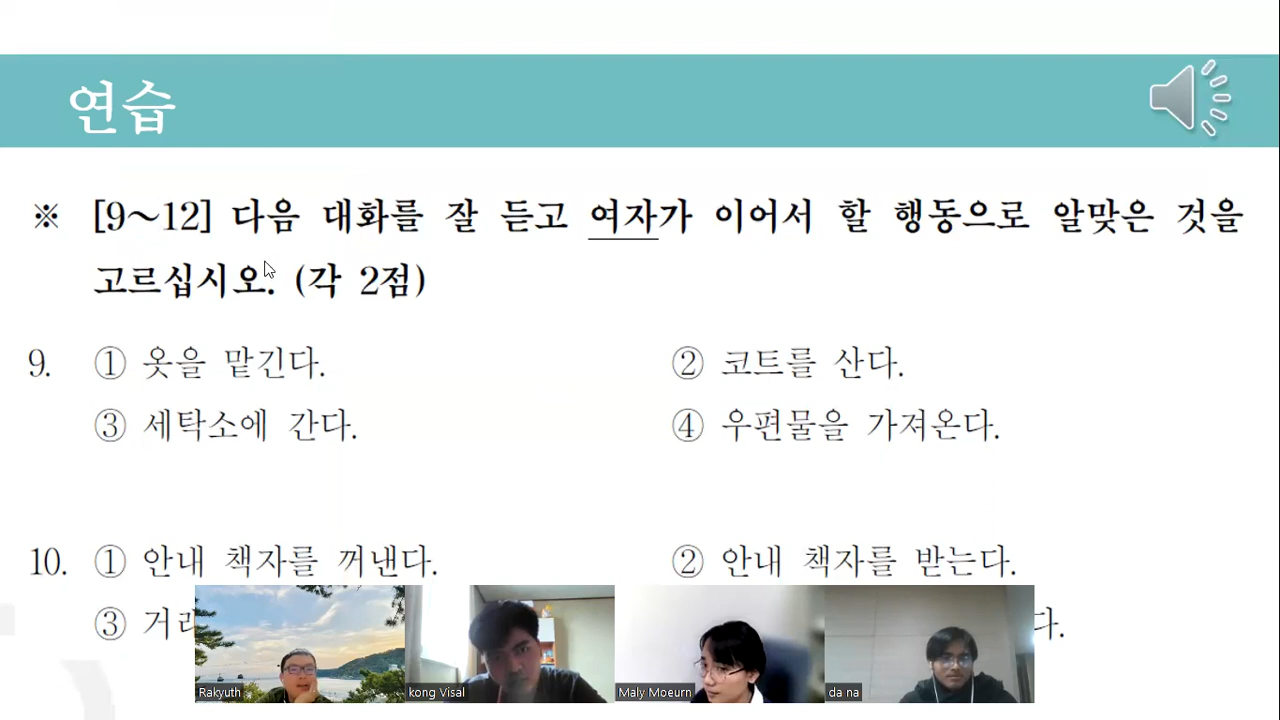 연습
※ [9～12] 다음 대화를 잘 듣고 여자가 이어서 할 행동으로 알맞은 것을
고르십시오. (각 2점)
9. ① 옷을 맡긴다. ② 코트를 산다.
③ 세탁소에 간다. ④ 우편물을 가져온다.
10. ① 안내 책자를 꺼낸다. ② 안내 책자를 받는다.
③ 다.
Rakyuth kong Visal Maly Moeurn da na